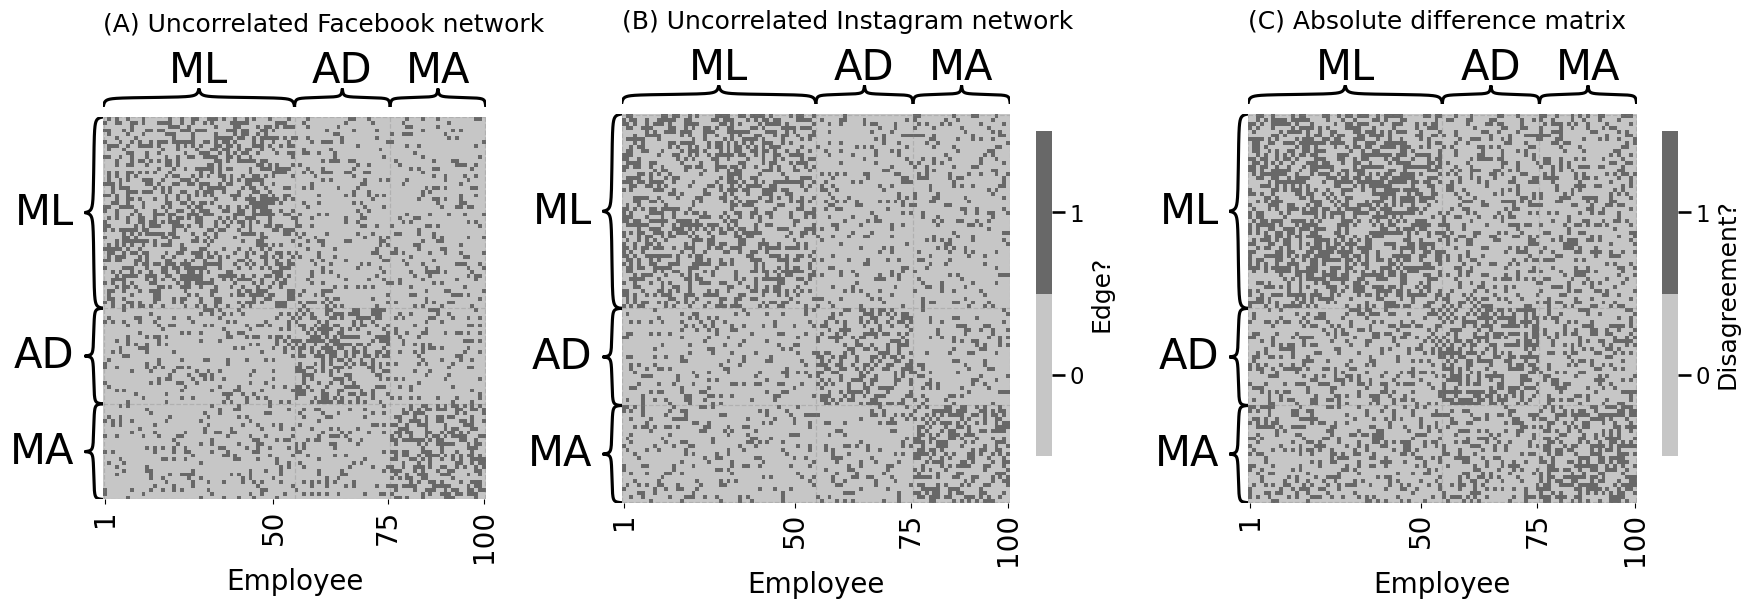 (A) Uncorrelated Facebook network
ML AD MA
ML
AD
MA
1 50 75 100
Employee
(B) Uncorrelated Instagram network
ML AD MA
ML
AD
MA
1 50 75 100
Employee
1
0
Edge?
(C) Absolute difference matrix
ML AD MA
ML
AD
MA
1 50 75 100
Employee
1
0
Disagreement?